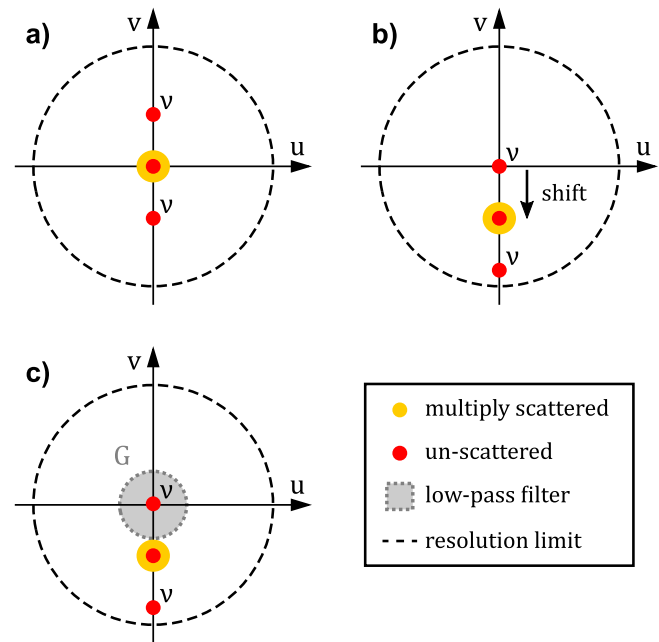 a)
v
u
ν
ν
b)
v
u
ν
shift
ν
c)
v
u
G
ν
ν
multiply scattered
un-scattered
low-pass filter
resolution limit